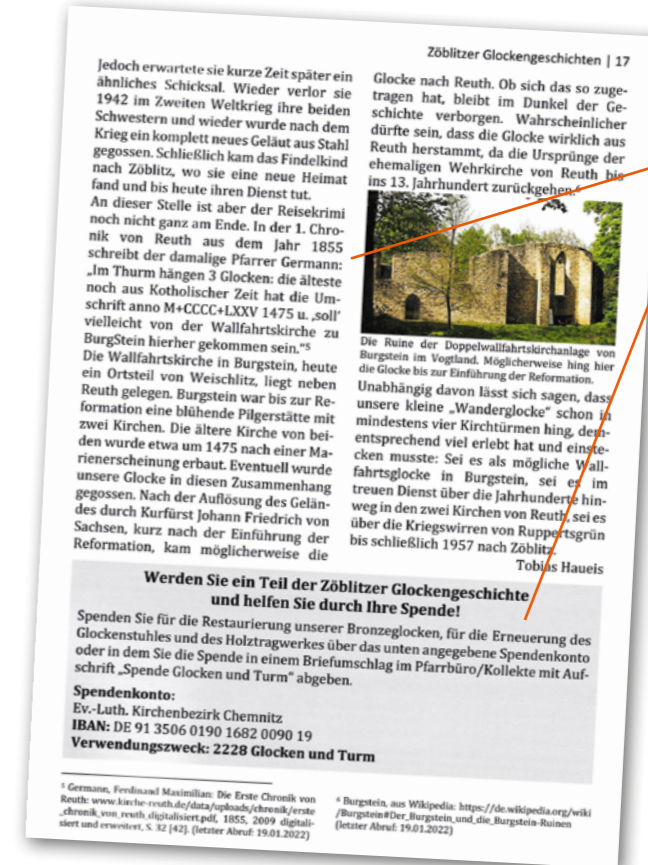 Zöblitzer Glockengeschichten | 17
Jedoch erwartete sie kurze Zeit später ein
ähnliches Schicksal. Wieder verlor sie
1942 im Zweiten Weltkrieg ihre beiden
Schwestern und wieder wurde nach dem
Krieg ein komplett neues Geläut aus Stahl
gegossen. Schließlich kam das Findelkind
nach Zöblitz, wo sie eine neue Heimat
fand und bis heute ihren Dienst tut.
An dieser Stelle ist aber der Reisekrimi
noch nicht ganz am Ende. In der 1. Chro-
nik von Reuth aus dem Jahr 1855
schreibt der damalige Pfarrer Germann:
„Im Thurm hängen 3 Glocken: die älteste
noch aus Kotholischer Zeit hat die Um-
schrift anno M+CCCC+LXXV 1475 u. ‚soll'
vielleicht von der Wallfahrtskirche zu
BurgStein hierher gekommen sein."⁵
Die Wallfahrtskirche in Burgstein, heute
ein Ortsteil von Weischlitz, liegt neben
Reuth gelegen. Burgstein war bis zur Re-
formation eine blühende Pilgerstätte mit
zwei Kirchen. Die ältere Kirche von bei-
den wurde etwa um 1475 nach einer Ma-
rienerscheinung erbaut. Eventuell wurde
unsere Glocke in diesen Zusammenhang
gegossen. Nach der Auflösung des Gelän-
des durch Kurfürst Johann Friedrich von
Sachsen, kurz nach der Einführung der
Reformation, kam möglicherweise die
Glocke nach Reuth. Ob sich das so zuge-
tragen hat, bleibt im Dunkel der Ge-
schichte verborgen. Wahrscheinlicher
dürfte sein, dass die Glocke wirklich aus
Reuth herstammt, da die Ursprünge der
ehemaligen Wehrkirche von Reuth bis
ins 13. Jahrhundert zurückgehen.⁶
Die Ruine der Doppelwallfahrtskirchanlage von
Burgstein im Vogtland. Möglicherweise hing hier
die Glocke bis zur Einführung der Reformation.
Unabhängig davon lässt sich sagen, dass
unsere kleine „Wanderglocke" schon in
mindestens vier Kirchtürmen hing, dem-
entsprechend viel erlebt hat und einste-
cken musste: Sei es als mögliche Wall-
fahrtsglocke in Burgstein, sei es im
treuen Dienst über die Jahrhunderte hin-
weg in den zwei Kirchen von Reuth, sei es
über die Kriegswirren von Ruppertsgrün
bis schließlich 1957 nach Zöblitz.
Tobias Haueis
Werden Sie ein Teil der Zöblitzer Glockengeschichte
und helfen Sie durch Ihre Spende!
Spenden Sie für die Restaurierung unserer Bronzeglocken, für die Erneuerung des
Glockenstuhles und des Holztragwerkes über das unten angegebene Spendenkonto
oder in dem Sie die Spende in einem Briefumschlag im Pfarrbüro/Kollekte mit Auf-
schrift „Spende Glocken und Turm" abgeben.
Spendenkonto:
Ev.-Luth. Kirchenbezirk Chemnitz
IBAN: DE 91 3506 0190 1682 0090 19
Verwendungszweck: 2228 Glocken und Turm
⁵ Germann, Ferdinand Maximilian: Die Erste Chronik von
Reuth: www.kirche-reuth.de/data/uploads/chronik/erste
_chronik_von_reuth_digitalisiert.pdf, 1855, 2009 digitali-
siert und erweitert, S. 32 [42]. (letzter Abruf: 19.01.2022)
⁶ Burgstein, aus Wikipedia: https://de.wikipedia.org/wiki
/Burgstein#Der_Burgstein_und_die_Burgstein-Ruinen
(letzter Abruf: 19.01.2022)